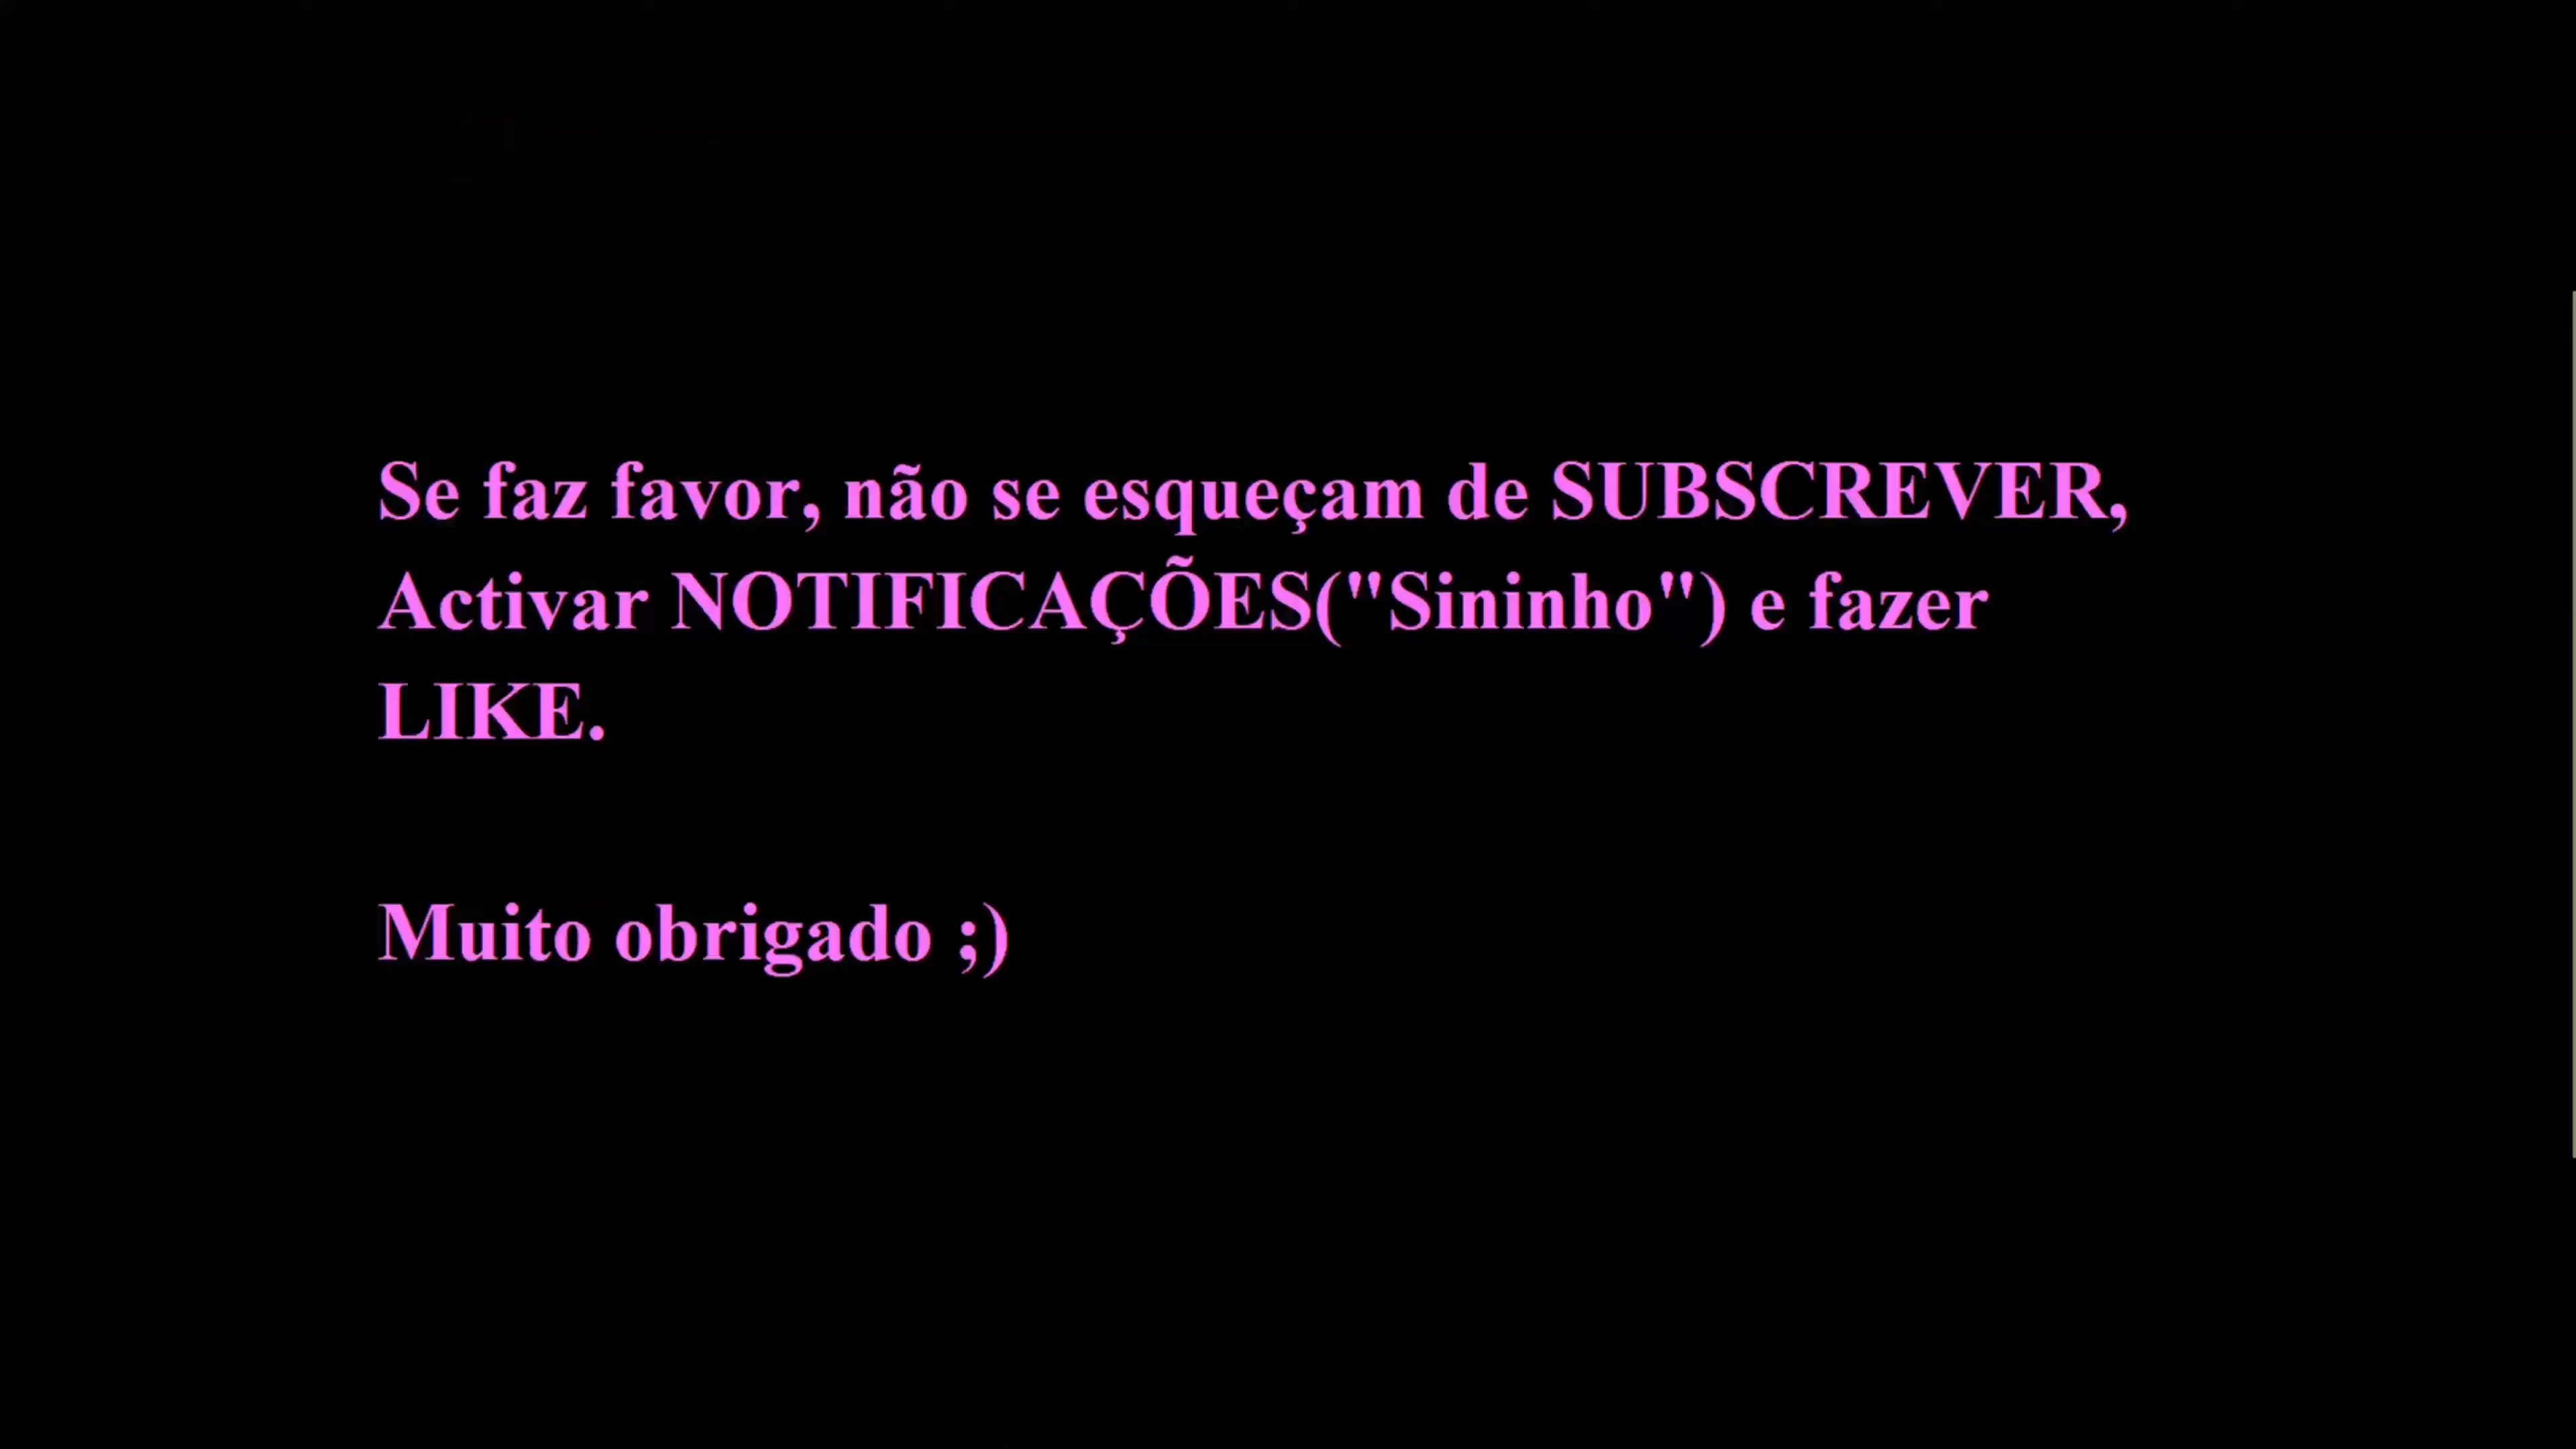 Se faz favor, não se esqueçam de SUBSCREVER,
Activar NOTIFICAÇÕES("Sininho") e fazer
LIKE.
Muito obrigado ;)